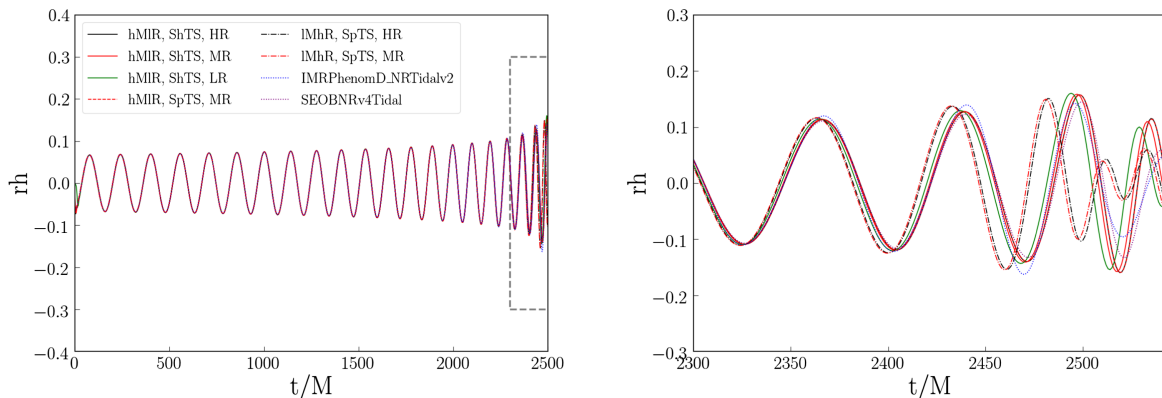 0.4
0.3
0.2
0.1
0.0
−0.1
−0.2
−0.3
−0.4
rh
hMlR, ShTS, HR
hMlR, ShTS, MR
hMlR, ShTS, LR
hMlR, SpTS, MR
lMhR, SpTS, HR
lMhR, SpTS, MR
IMRPhenomD_NRTidalv2
SEOBNRv4Tidal
0 500 1000 1500 2000 2500
t/M
0.3
0.2
0.1
0.0
−0.1
−0.2
−0.3
rh
2300 2350 2400 2450 2500
t/M